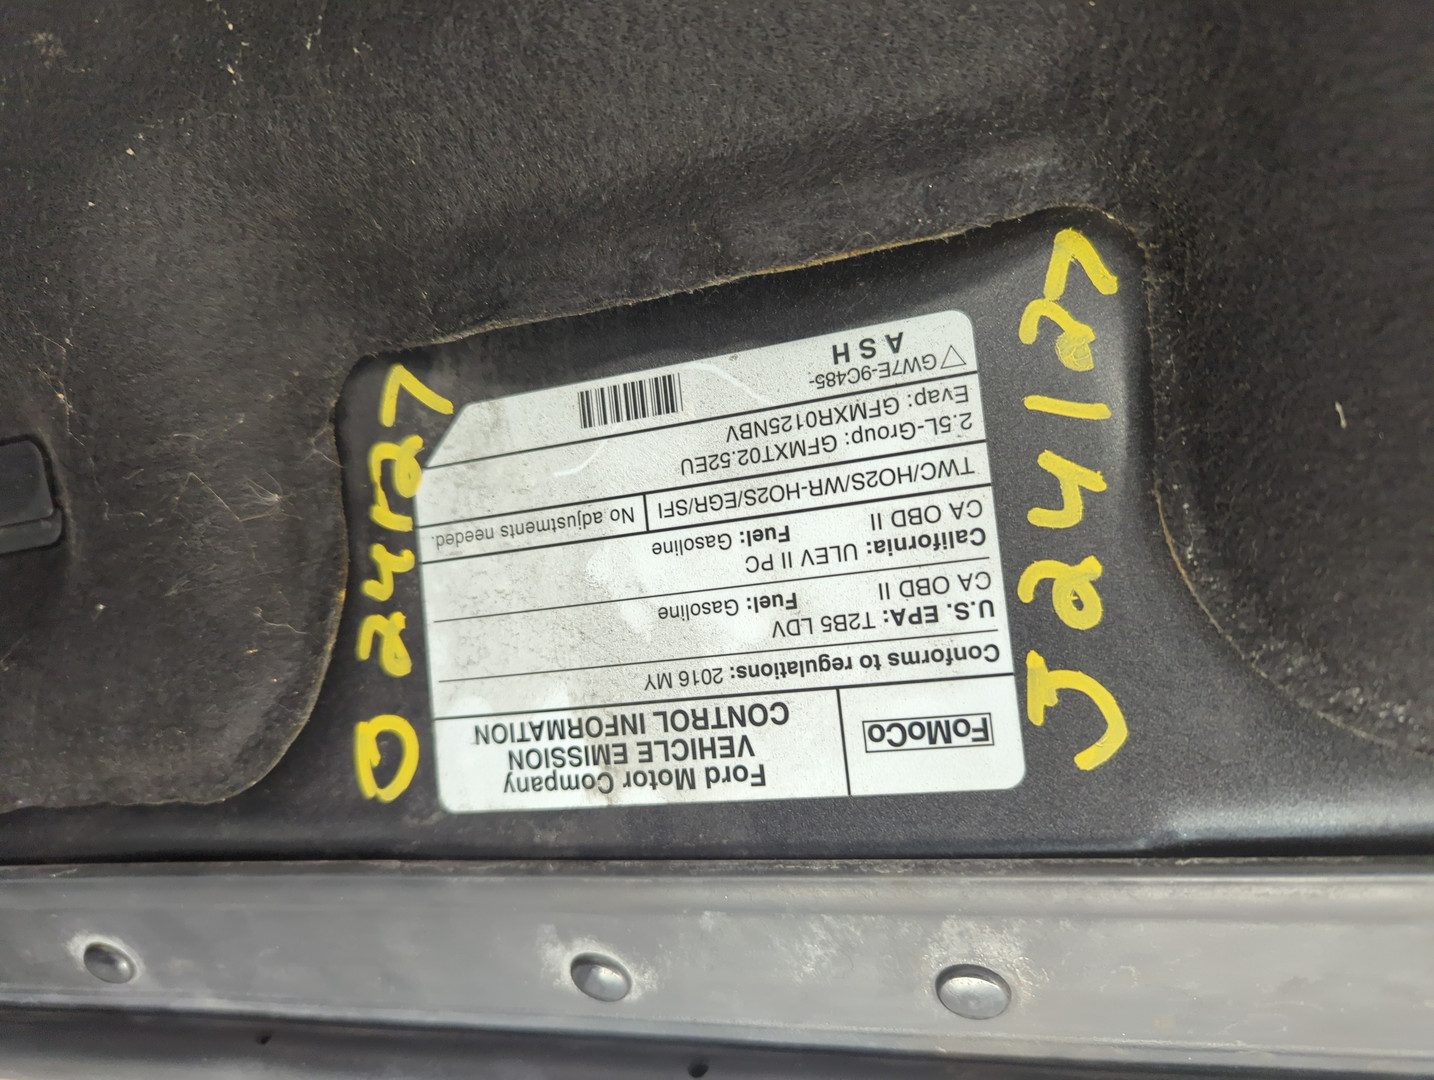 FoMoCo
Ford Motor Company
VEHICLE EMISSION
CONTROL INFORMATION
Conforms to regulations: 2016 MY
U.S. EPA: T2B5 LDV
CA OBD II Fuel: Gasoline
California: ULEV II PC
CA OBD II Fuel: Gasoline
TWC/HO2S/WR-HO2S/EGR/SFI No adjustments needed.
2.5L-Group: GFMXT02.52EU
Evap: GFMXR0125NBV
GW7E-9C485-
ASH